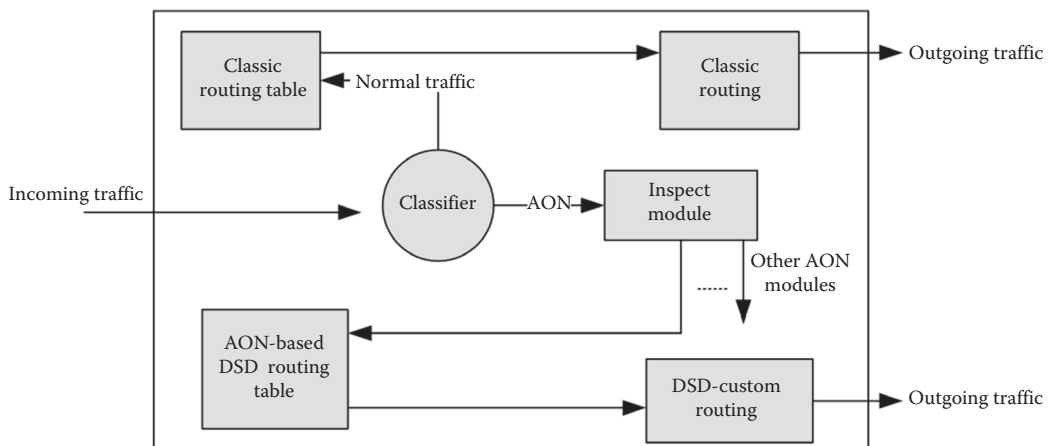 Classic
routing table
Normal traffic
Classic
routing
Outgoing traffic
Incoming traffic
Classifier
AON
Inspect
module
Other AON
modules
......
AON-based
DSD routing
table
DSD-custom
routing
Outgoing traffic